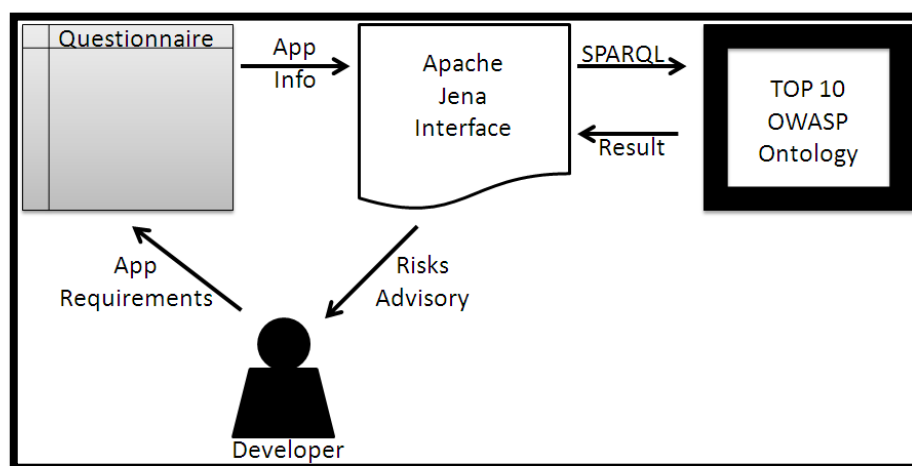 Questionnaire
App
Info
Apache
Jena
Interface
SPARQL
Result
TOP 10
OWASP
Ontology
App
Requirements
Risks
Advisory
Developer